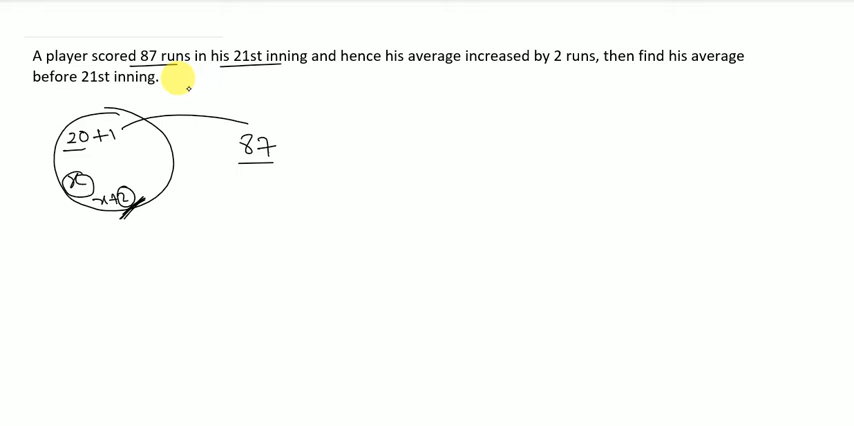 A player scored 87 runs in his 21st inning and hence his average increased by 2 runs, then find his average
before 21st inning.
20+1
87
x
x+2